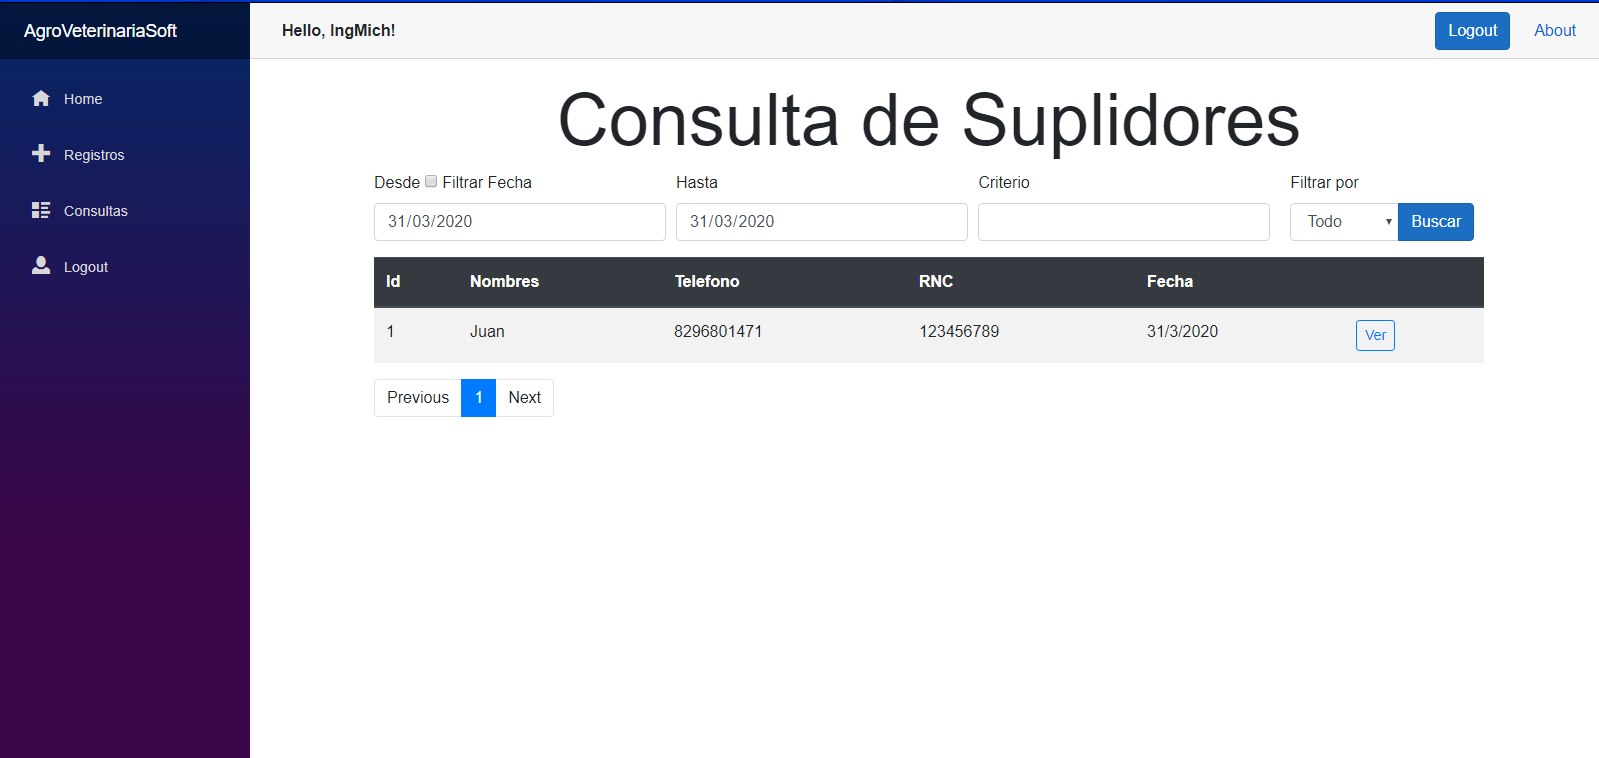 AgroVeterinariaSoft
Hello, IngMich!
Logout
About
Home
Registros
Consultas
Logout
Consulta de Suplidores
Desde Filtrar Fecha
Hasta
Criterio
Filtrar por
31/03/2020
31/03/2020
Todo
Buscar
Id Nombres Telefono RNC Fecha
1 Juan 8296801471 123456789 31/3/2020 Ver
Previous 1 Next